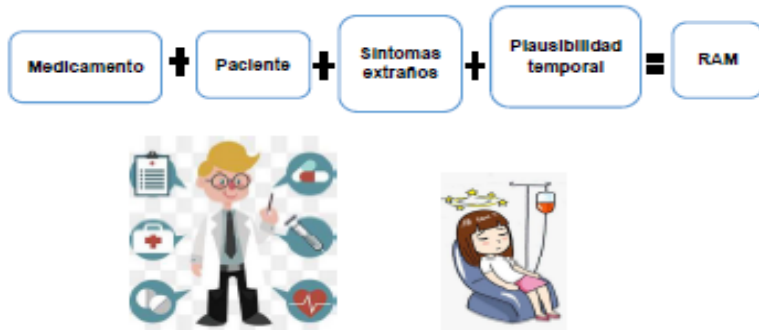 Medicamento
+
Paciente
+
Síntomas
extraños
+
Plausibilidad
temporal
=
RAM